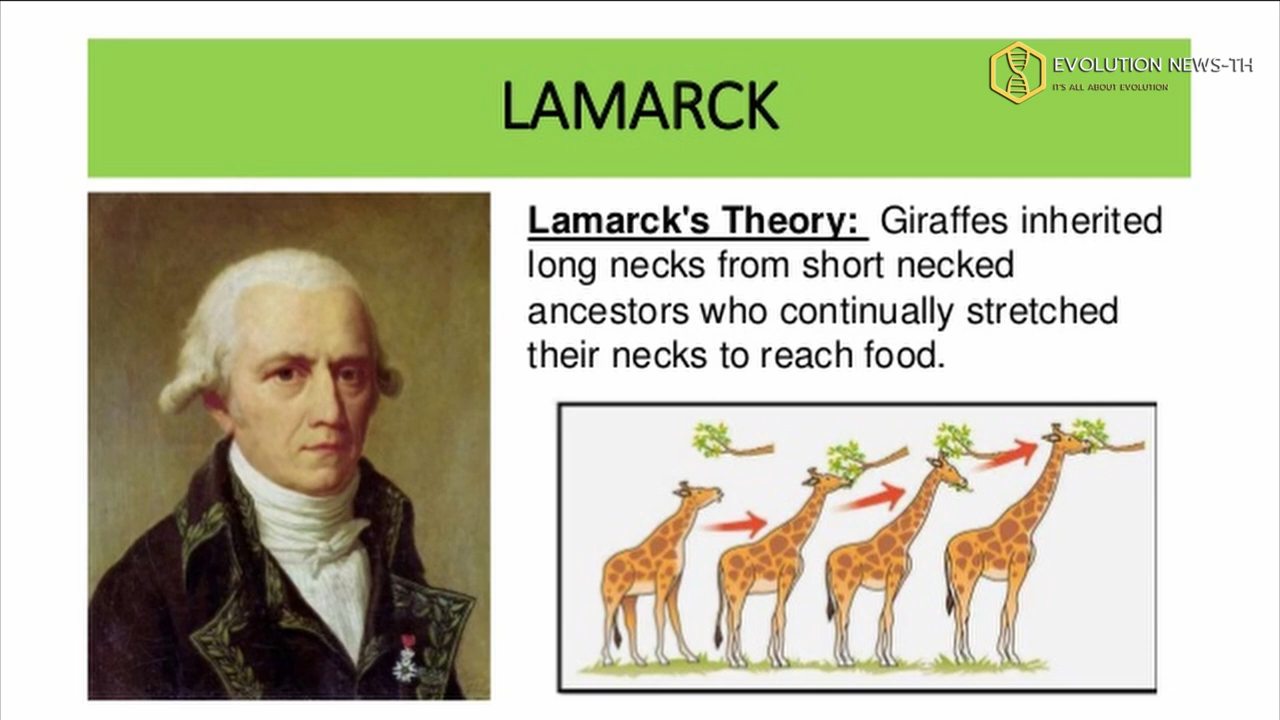 LAMARCK
EVOLUTION NEWS-TH
IT'S ALL ABOUT EVOLUTION
Lamarck's Theory: Giraffes inherited
long necks from short necked
ancestors who continually stretched
their necks to reach food.